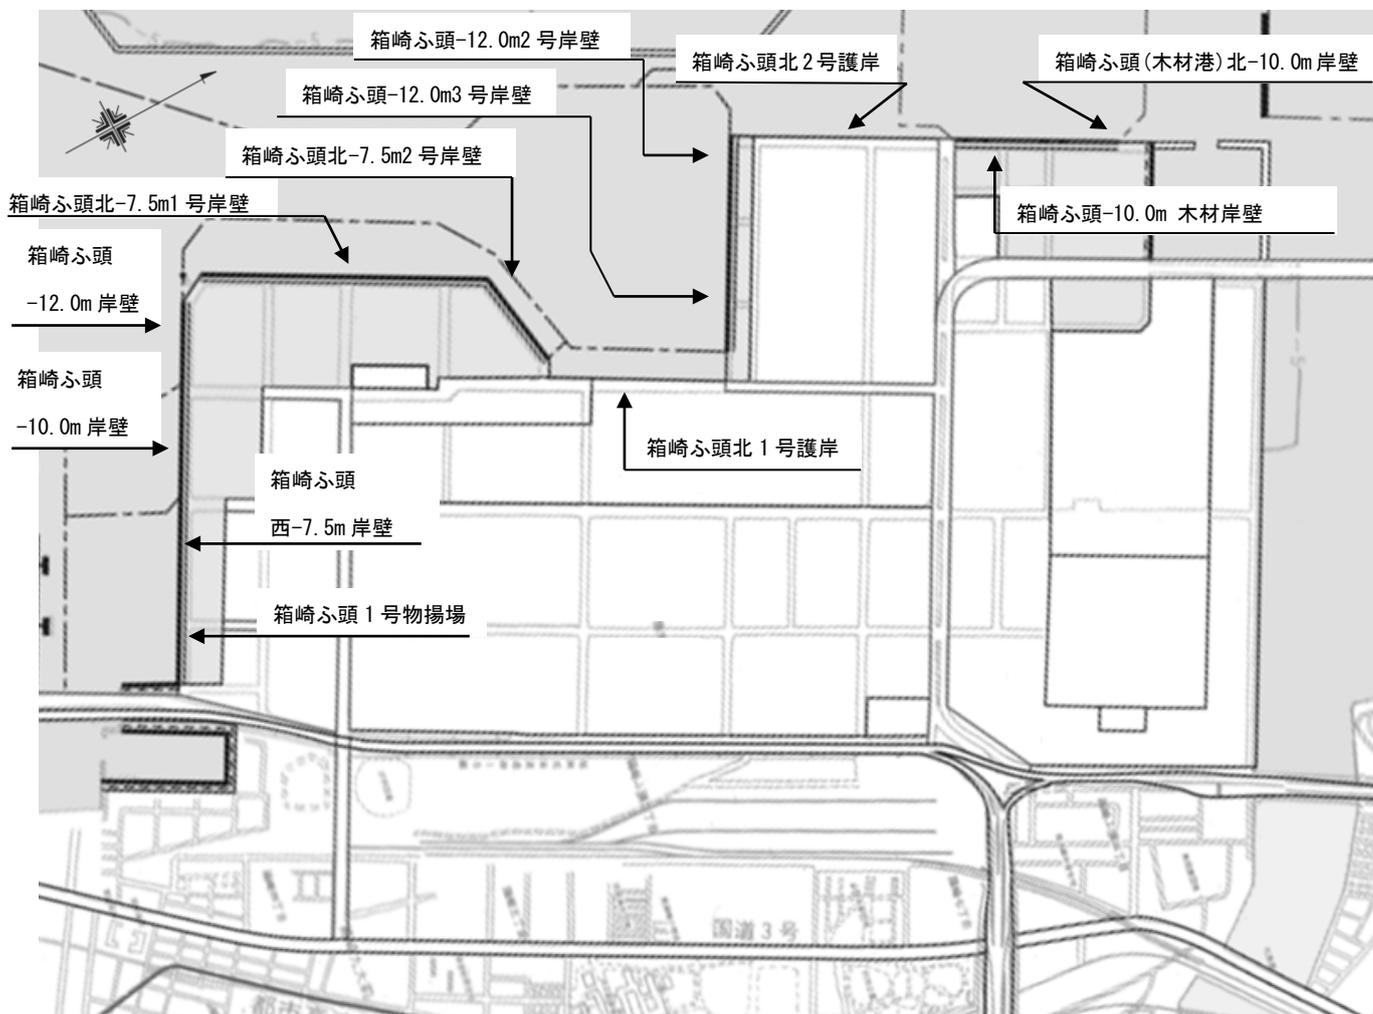 箱崎ふ頭-12.0m2号岸壁
箱崎ふ頭北2号護岸
箱崎ふ頭(木材港)北-10.0m岸壁
箱崎ふ頭-12.0m3号岸壁
箱崎ふ頭北-7.5m2号岸壁
箱崎ふ頭北-7.5m1号岸壁
箱崎ふ頭-10.0m 木材岸壁
箱崎ふ頭
-12.0m岸壁
箱崎ふ頭
-10.0m岸壁
箱崎ふ頭北1号護岸
箱崎ふ頭
西-7.5m岸壁
箱崎ふ頭1号物揚場
国道3号